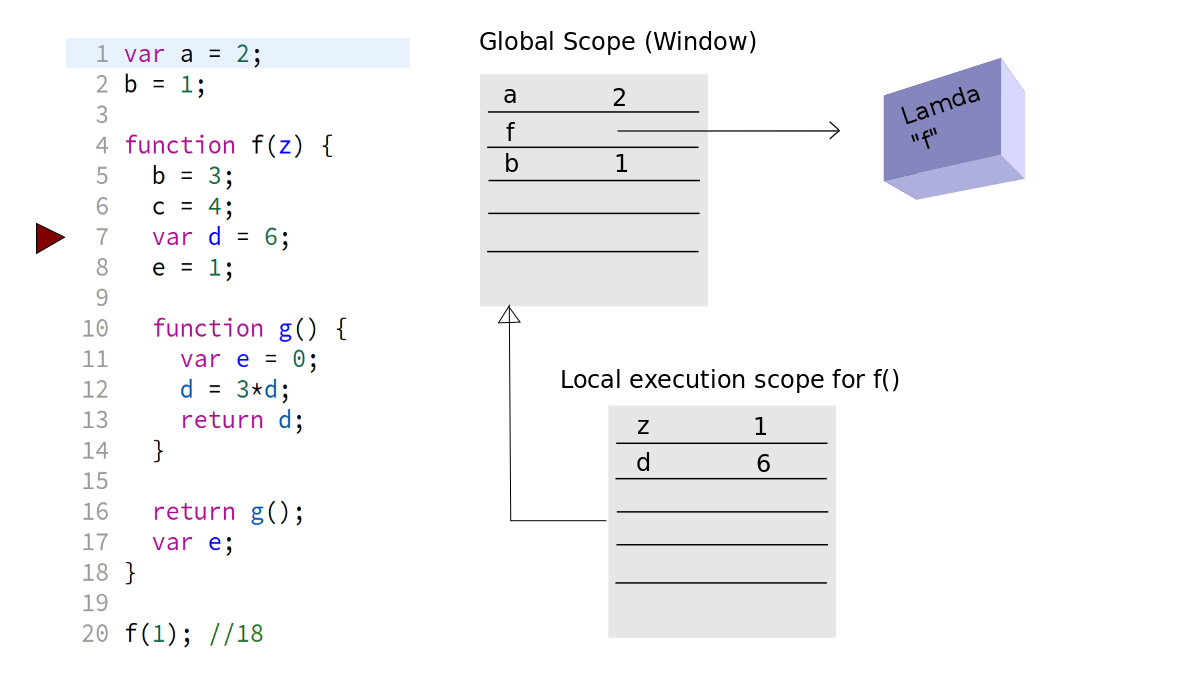 1 var a = 2;
2 b = 1;
3
4 function f(z) {
5   b = 3;
6   c = 4;
7   var d = 6;
8   e = 1;
9
10   function g() {
11     var e = 0;
12     d = 3*d;
13     return d;
14   }
15
16   return g();
17   var e;
18 }
19
20 f(1); //18
Global Scope (Window)
a 2
f
b 1
Lamda
"f"
Local execution scope for f()
z 1
d 6